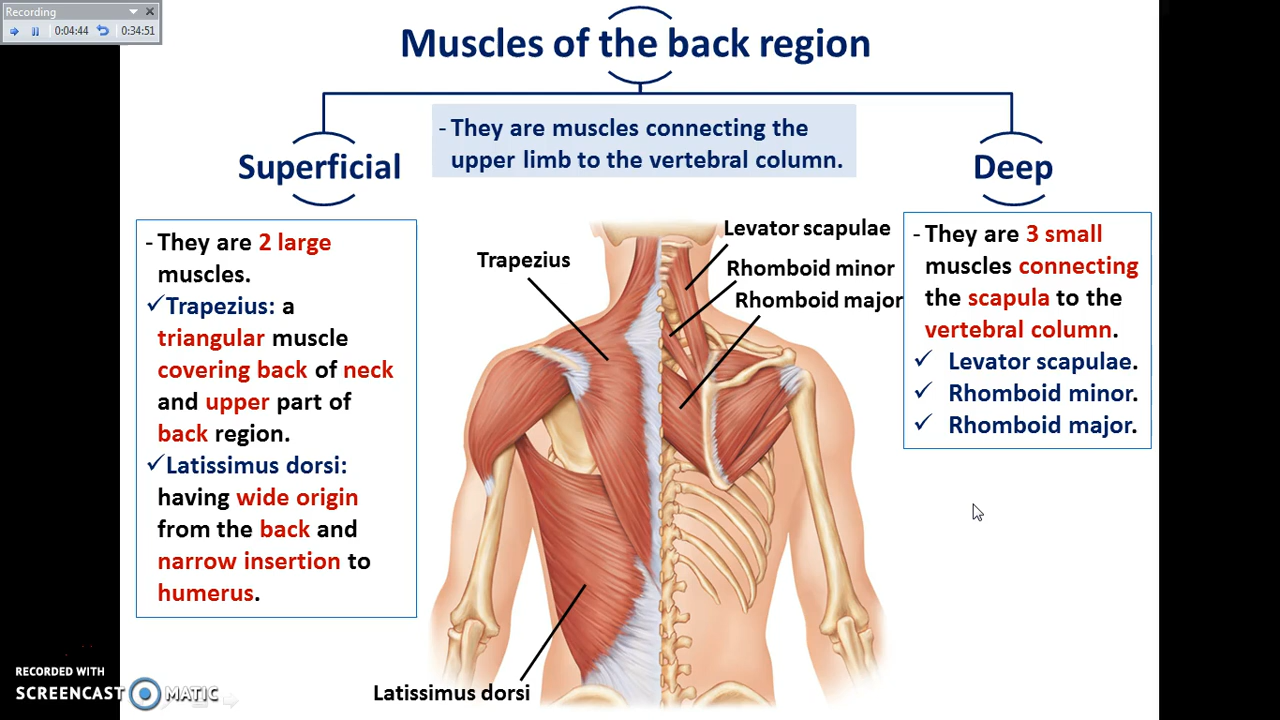 Recording
0:04:44
0:34:51
Muscles of the back region
- They are muscles connecting the
upper limb to the vertebral column.
Superficial
Deep
- They are 2 large
muscles.
✓Trapezius: a
triangular muscle
covering back of neck
and upper part of
back region.
✓Latissimus dorsi:
having wide origin
from the back and
narrow insertion to
humerus.
Trapezius
Levator scapulae
Rhomboid minor
Rhomboid major
Latissimus dorsi
- They are 3 small
muscles connecting
the scapula to the
vertebral column.
✓ Levator scapulae.
✓ Rhomboid minor.
✓ Rhomboid major.
RECORDED WITH
SCREENCAST MATIC